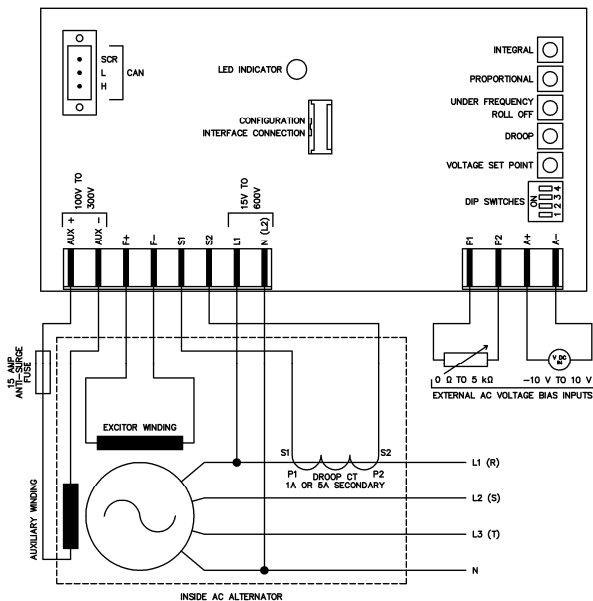 SCR
L
H
CAN
LED INDICATOR
CONFIGURATION
INTERFACE CONNECTION
INTEGRAL
PROPORTIONAL
UNDER FREQUENCY
ROLL OFF
DROOP
VOLTAGE SET POINT
DIP SWITCHES
ON
1 2 3 4
100V TO
300V
15V TO
600V
AUX +
AUX -
F+
F-
S1
S2
L1
N (L2)
P1
P2
A+
A-
15 AMP
ANTI-SURGE
FUSE
0 Ω TO 5 kΩ
V DC
IN
-10 V TO 10 V
EXTERNAL AC VOLTAGE BIAS INPUTS
EXCITOR WINDING
AUXILIARY WINDING
S1
S2
P1
P2
DROOP CT
1A OR 5A SECONDARY
L1 (R)
L2 (S)
L3 (T)
N
INSIDE AC ALTERNATOR